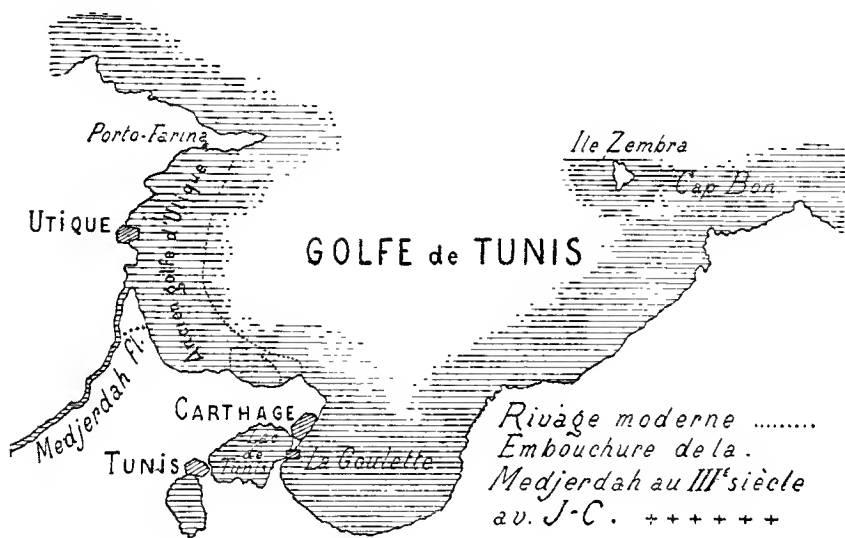 Porto-Farina
Ile Zembra
Cap Bon
UTIQUE
Ancien golfe d'Utique
GOLFE de TUNIS
Medjerdah Fl.
CARTHAGE
Lac
de
Tunis
TUNIS
La Goulette
Rivage moderne .........
Embouchure de la .
Medjerdah au IIIe siècle
av. J-C. + + + + + +